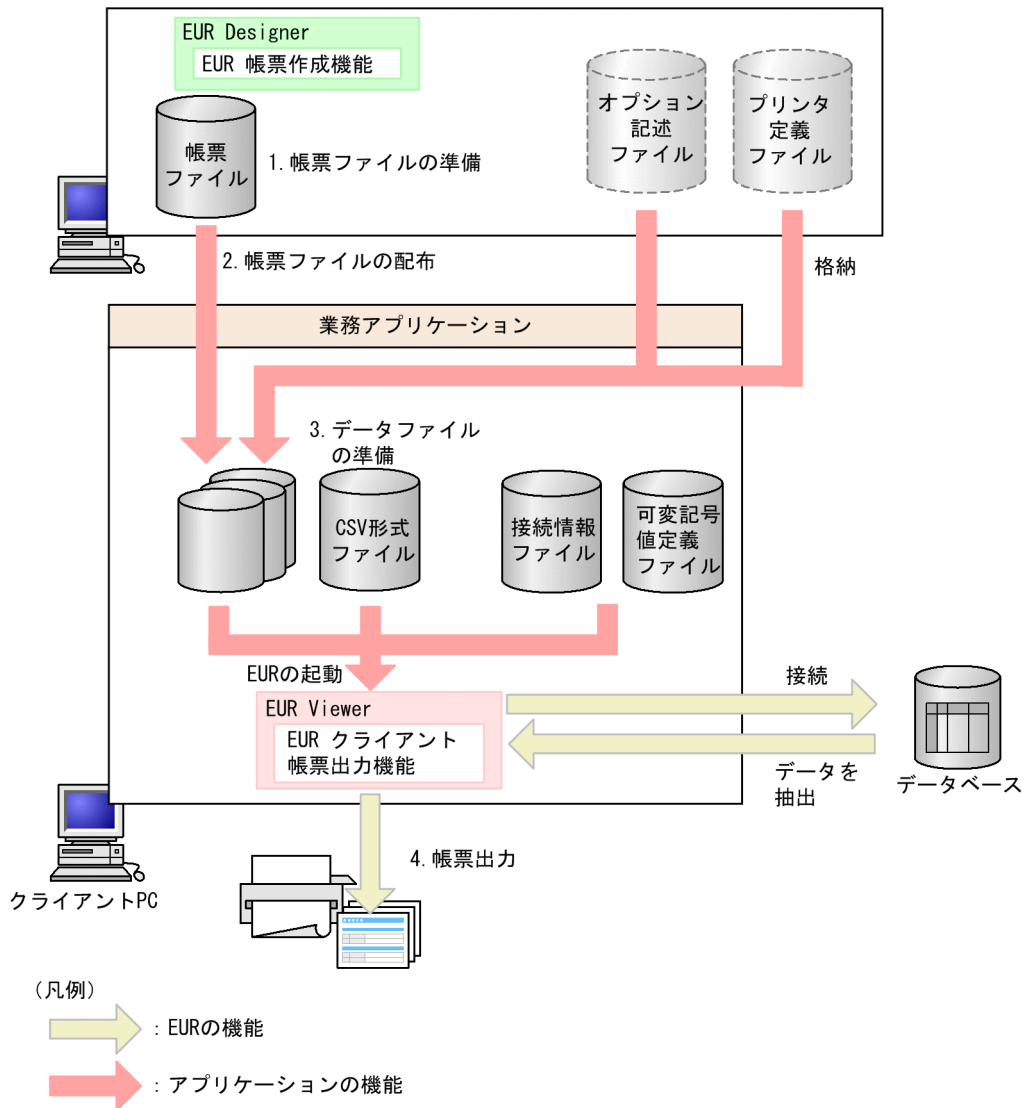 EUR Designer
EUR 帳票作成機能
帳票
ファイル
1.帳票ファイルの準備
オプション
記述
ファイル
プリンタ
定義
ファイル
2.帳票ファイルの配布
格納
業務アプリケーション
3.データファイル
の準備
CSV形式
ファイル
接続情報
ファイル
可変記号
値定義
ファイル
EURの起動
EUR Viewer
EUR クライアント
帳票出力機能
接続
データを
抽出
データベース
4.帳票出力
クライアントPC
(凡例)
:EURの機能
:アプリケーションの機能